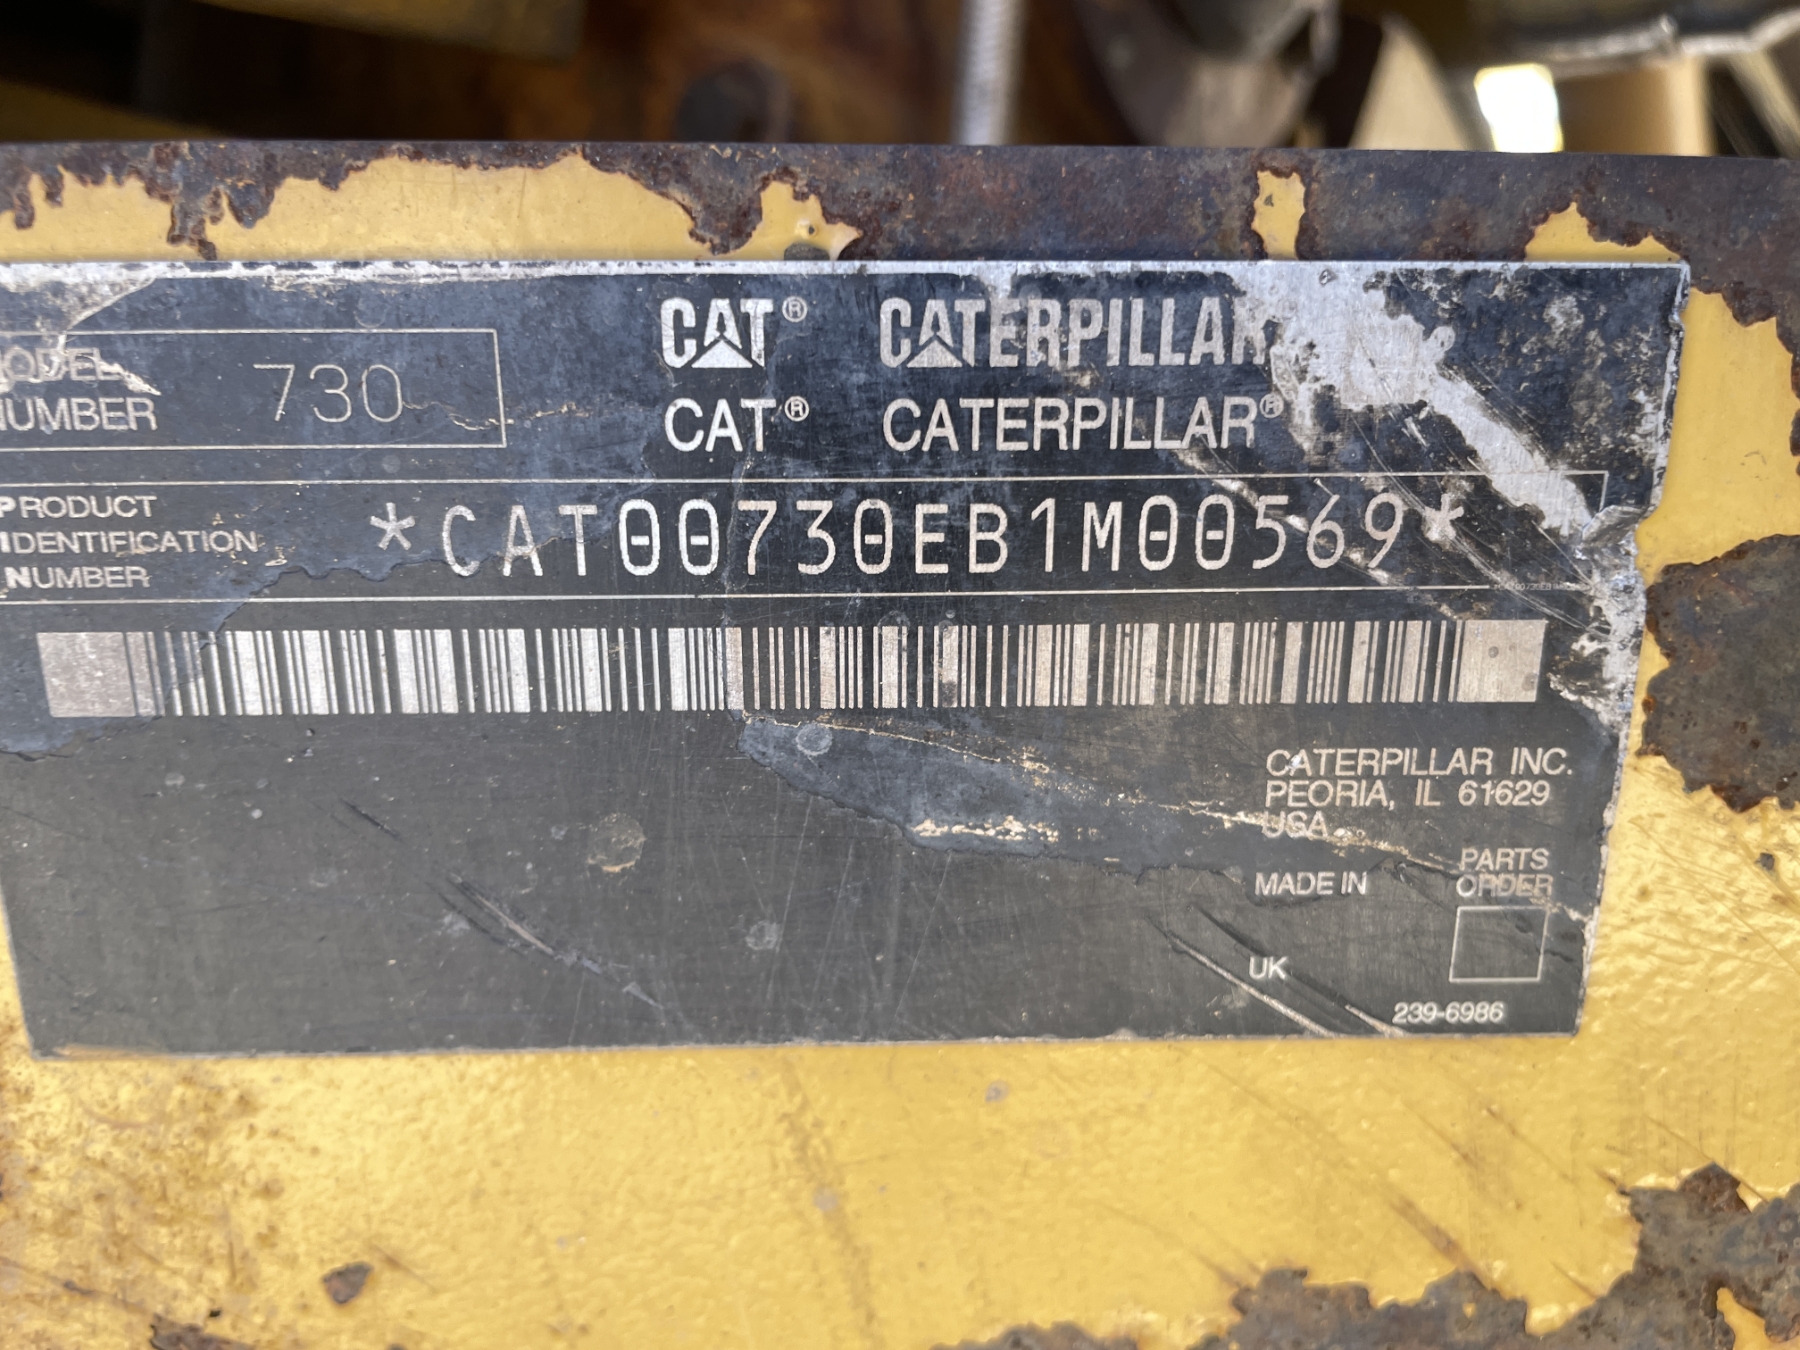 CAT® CATERPILLAR
MODEL NUMBER 730
CAT® CATERPILLAR®
PRODUCT IDENTIFICATION NUMBER
*CAT00730EB1M00569*
CATERPILLAR INC.
PEORIA, IL 61629
USA
MADE IN
UK
PARTS
ORDER
239-6986